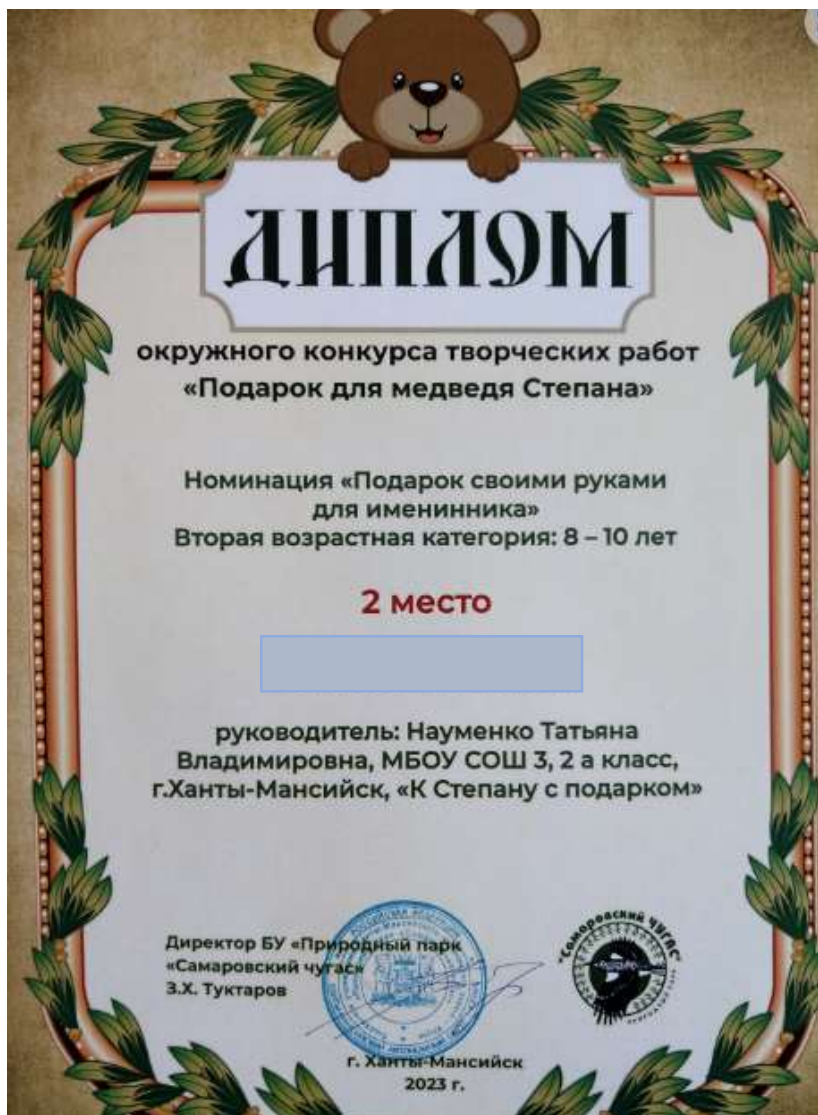 ДИПЛОМ
окружного конкурса творческих работ
«Подарок для медведя Степана»
Номинация «Подарок своими руками
для именинника»
Вторая возрастная категория: 8 – 10 лет
2 место
руководитель: Науменко Татьяна
Владимировна, МБОУ СОШ 3, 2 а класс,
г.Ханты-Мансийск, «К Степану с подарком»
Директор БУ «Природный парк
«Самаровский чугас»
З.Х. Туктаров
"Самаровский чугас"
природный парк
г. Ханты-Мансийск
2023 г.